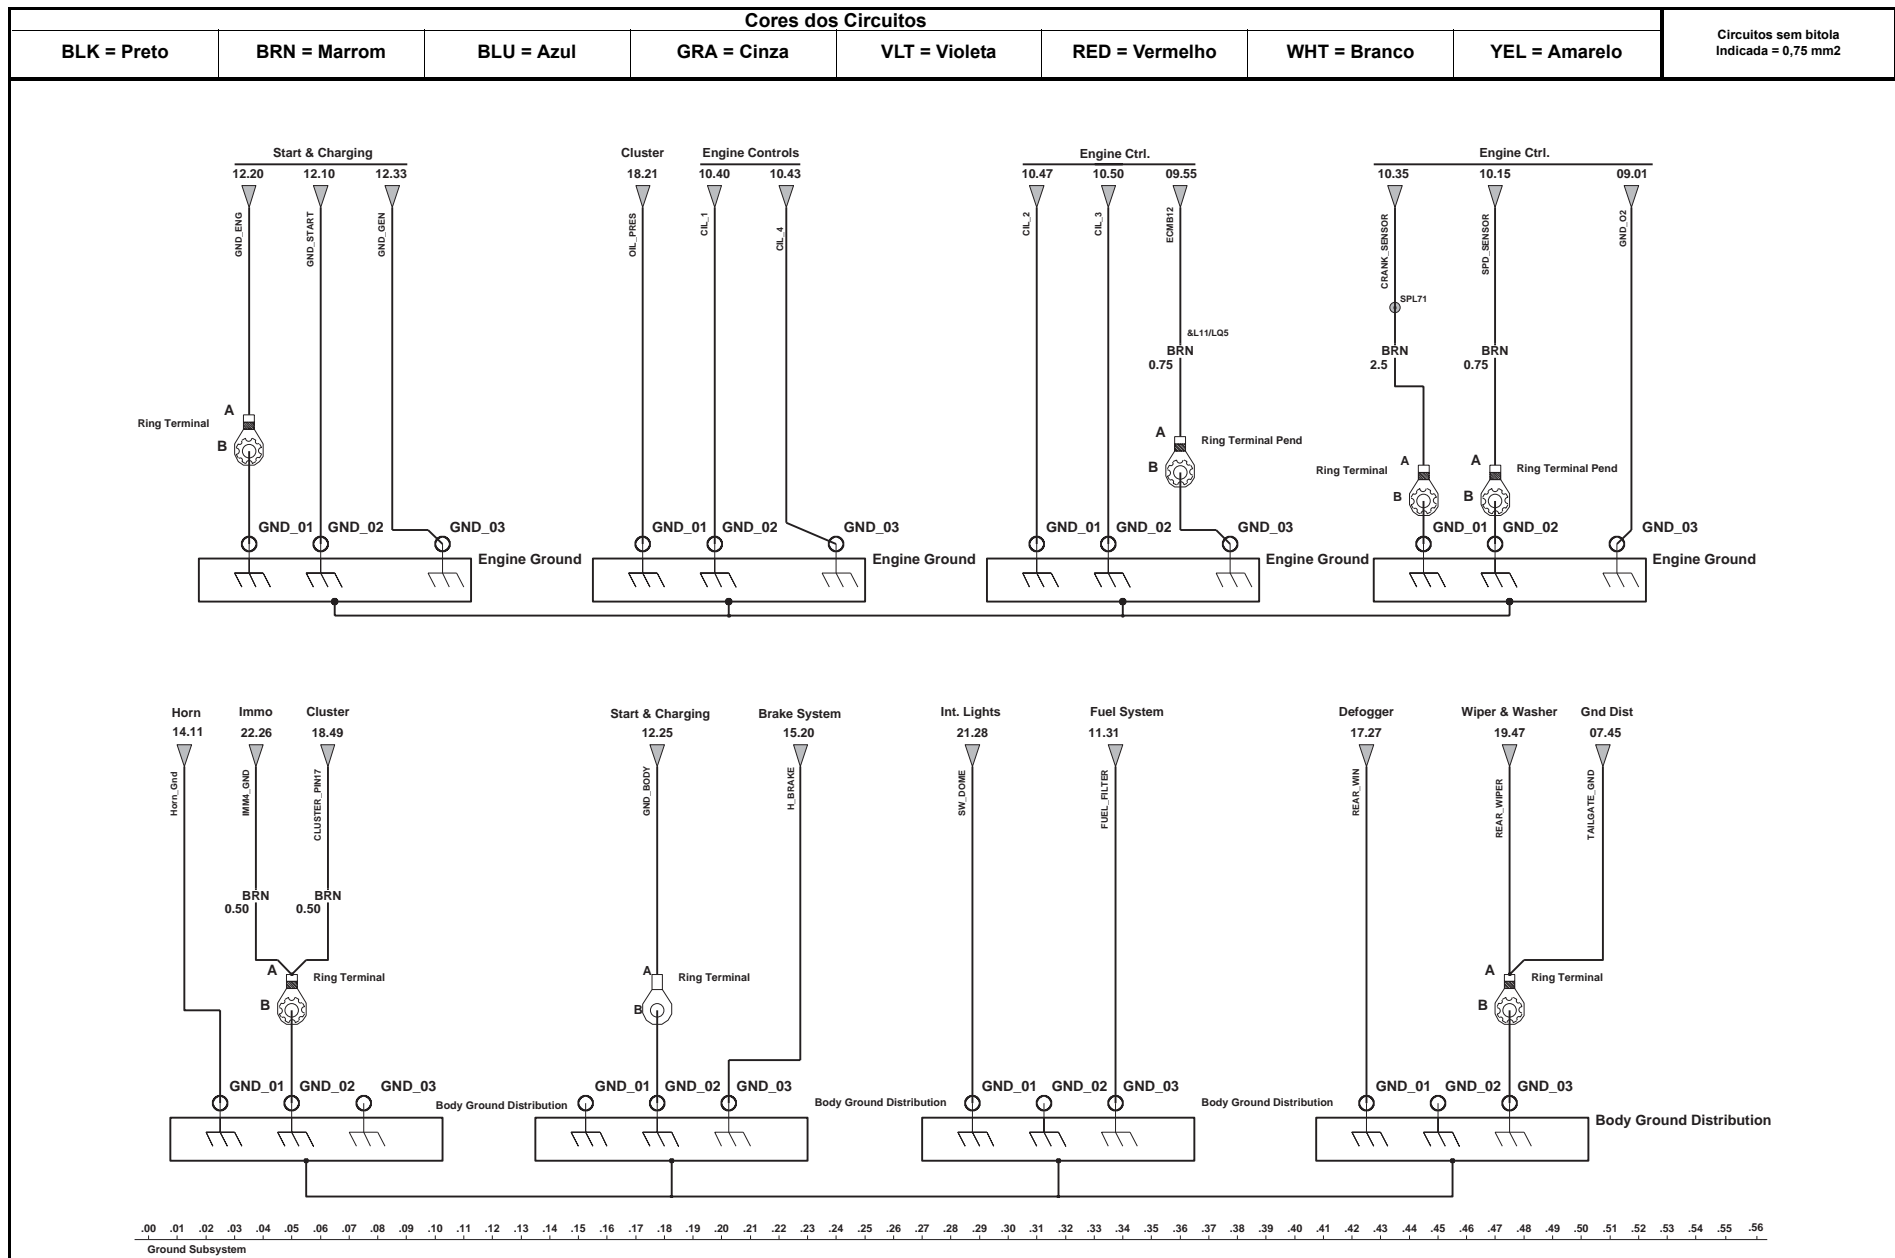 Cores dos Circuitos
BLK = Preto
BRN = Marrom
BLU = Azul
GRA = Cinza
VLT = Violeta
RED = Vermelho
WHT = Branco
YEL = Amarelo
Circuitos sem bitola
Indicada = 0,75 mm2
Start & Charging
12.20 12.10 12.33
GND_ENG
GND_START
GND_GEN
A
Ring Terminal
B
GND_01 GND_02 GND_03
Engine Ground
Cluster
Engine Controls
18.21 10.40 10.43
OIL_PRES
CIL_1
CIL_4
GND_01 GND_02 GND_03
Engine Ground
Engine Ctrl.
10.47 10.50 09.55
CIL_2
CIL_3
ECMB12
&L11/LQ5
BRN
0.75
A
Ring Terminal Pend
B
GND_01 GND_02 GND_03
Engine Ground
Engine Ctrl.
10.35 10.15 09.01
CRANK_SENSOR
SPD_SENSOR
GND_O2
SPL71
BRN
2.5
BRN
0.75
A
Ring Terminal
B
A
Ring Terminal Pend
B
GND_01 GND_02 GND_03
Engine Ground
Horn Immo Cluster
14.11 22.26 18.49
Horn_Gnd
IMM4_GND
CLUSTER_PIN17
BRN
0.50
BRN
0.50
A
Ring Terminal
B
GND_01 GND_02 GND_03
Body Ground Distribution
Start & Charging
Brake System
12.25 15.20
GND_BODY
H_BRAKE
A
Ring Terminal
B
GND_01 GND_02 GND_03
Body Ground Distribution
Int. Lights
Fuel System
21.28 11.31
SW_DOME
FUEL_FILTER
GND_01 GND_02 GND_03
Body Ground Distribution
Defogger
Wiper & Washer
Gnd Dist
17.27 19.47 07.45
REAR_WIN
REAR_WIPER
TAILGATE_GND
A
Ring Terminal
B
GND_01 GND_02 GND_03
Body Ground Distribution
.00 .01 .02 .03 .04 .05 .06 .07 .08 .09 .10 .11 .12 .13 .14 .15 .16 .17 .18 .19 .20 .21 .22 .23 .24 .25 .26 .27 .28 .29 .30 .31 .32 .33 .34 .35 .36 .37 .38 .39 .40 .41 .42 .43 .44 .45 .46 .47 .48 .49 .50 .51 .52 .53 .54 .55 .56
Ground Subsystem